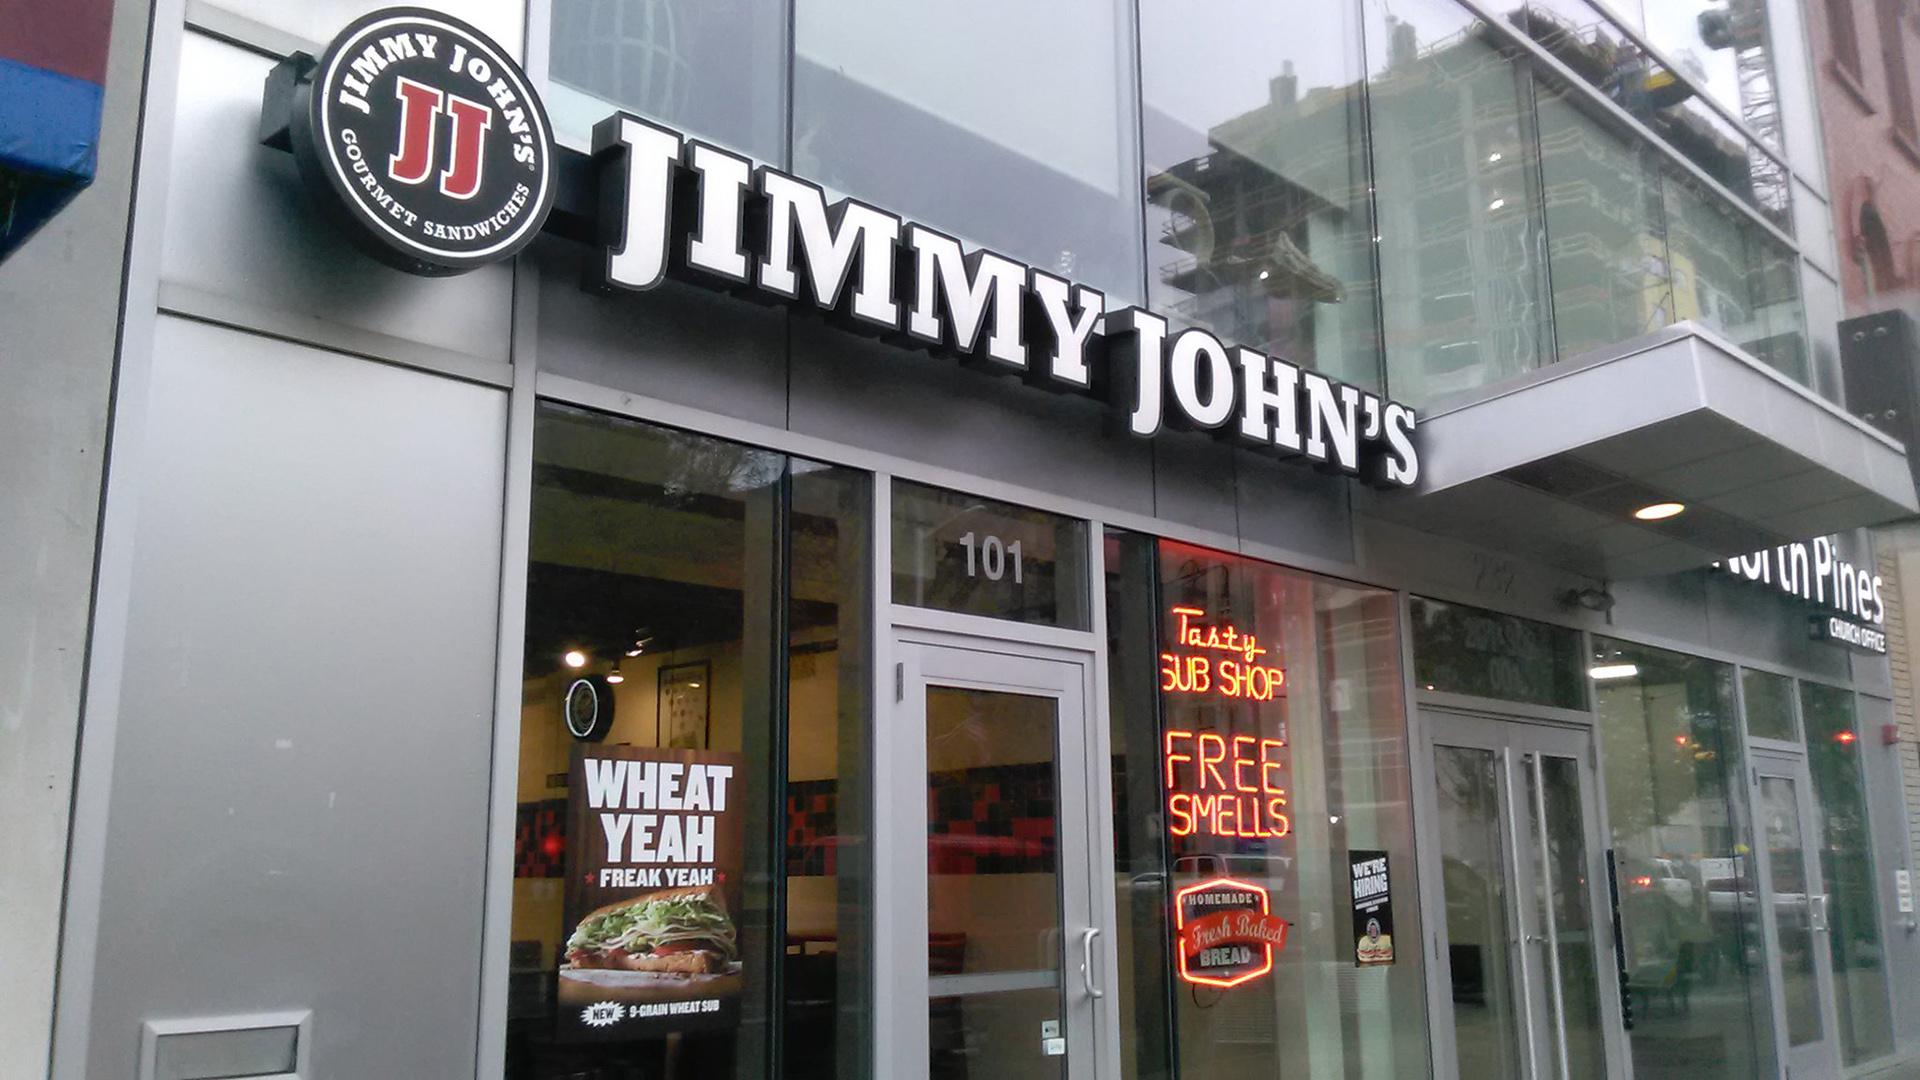 JIMMY JOHN'S
JJ
GOURMET SANDWICHES
JIMMY JOHN'S
101
Tasty
SUB SHOP
FREE
SMELLS
HOMEMADE
Fresh Baked
BREAD
WHEAT
YEAH
FREAK YEAH
NEW 9-GRAIN WHEAT SUB
WE'RE
HIRING
North Pines
CHURCH OFFICE